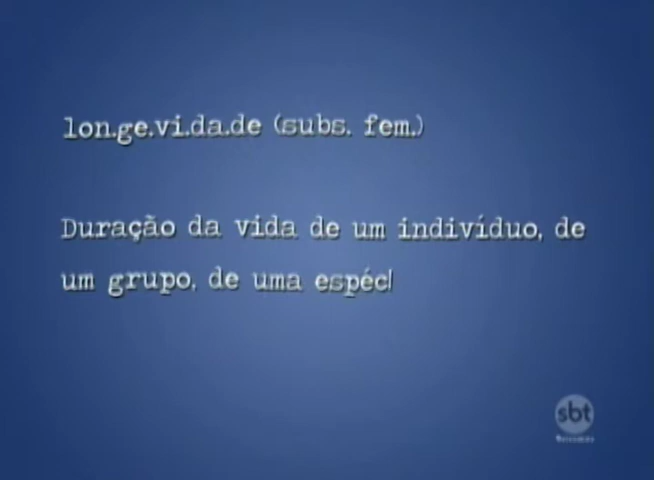 lon.ge.vi.da.de (subs. fem.)
Duração da vida de um indivíduo, de
um grupo, de uma espéc
sbt